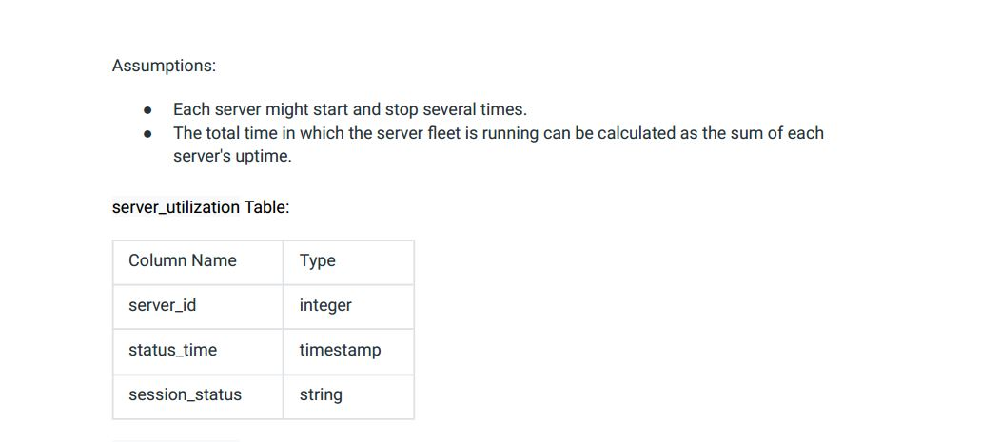 Assumptions:
● Each server might start and stop several times.
● The total time in which the server fleet is running can be calculated as the sum of each
server's uptime.
server_utilization Table:
Column Name Type
server_id integer
status_time timestamp
session_status string